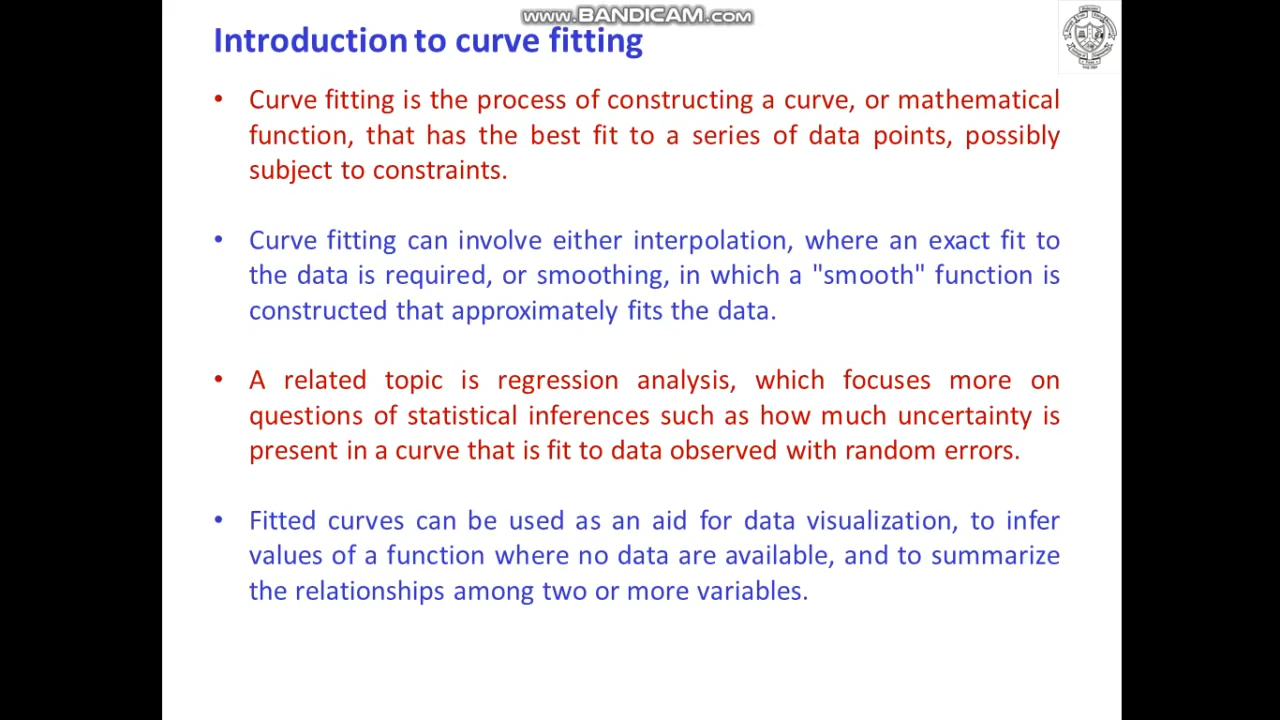 www.BANDICAM.com
Introduction to curve fitting
• Curve fitting is the process of constructing a curve, or mathematical
function, that has the best fit to a series of data points, possibly
subject to constraints.
• Curve fitting can involve either interpolation, where an exact fit to
the data is required, or smoothing, in which a "smooth" function is
constructed that approximately fits the data.
• A related topic is regression analysis, which focuses more on
questions of statistical inferences such as how much uncertainty is
present in a curve that is fit to data observed with random errors.
• Fitted curves can be used as an aid for data visualization, to infer
values of a function where no data are available, and to summarize
the relationships among two or more variables.